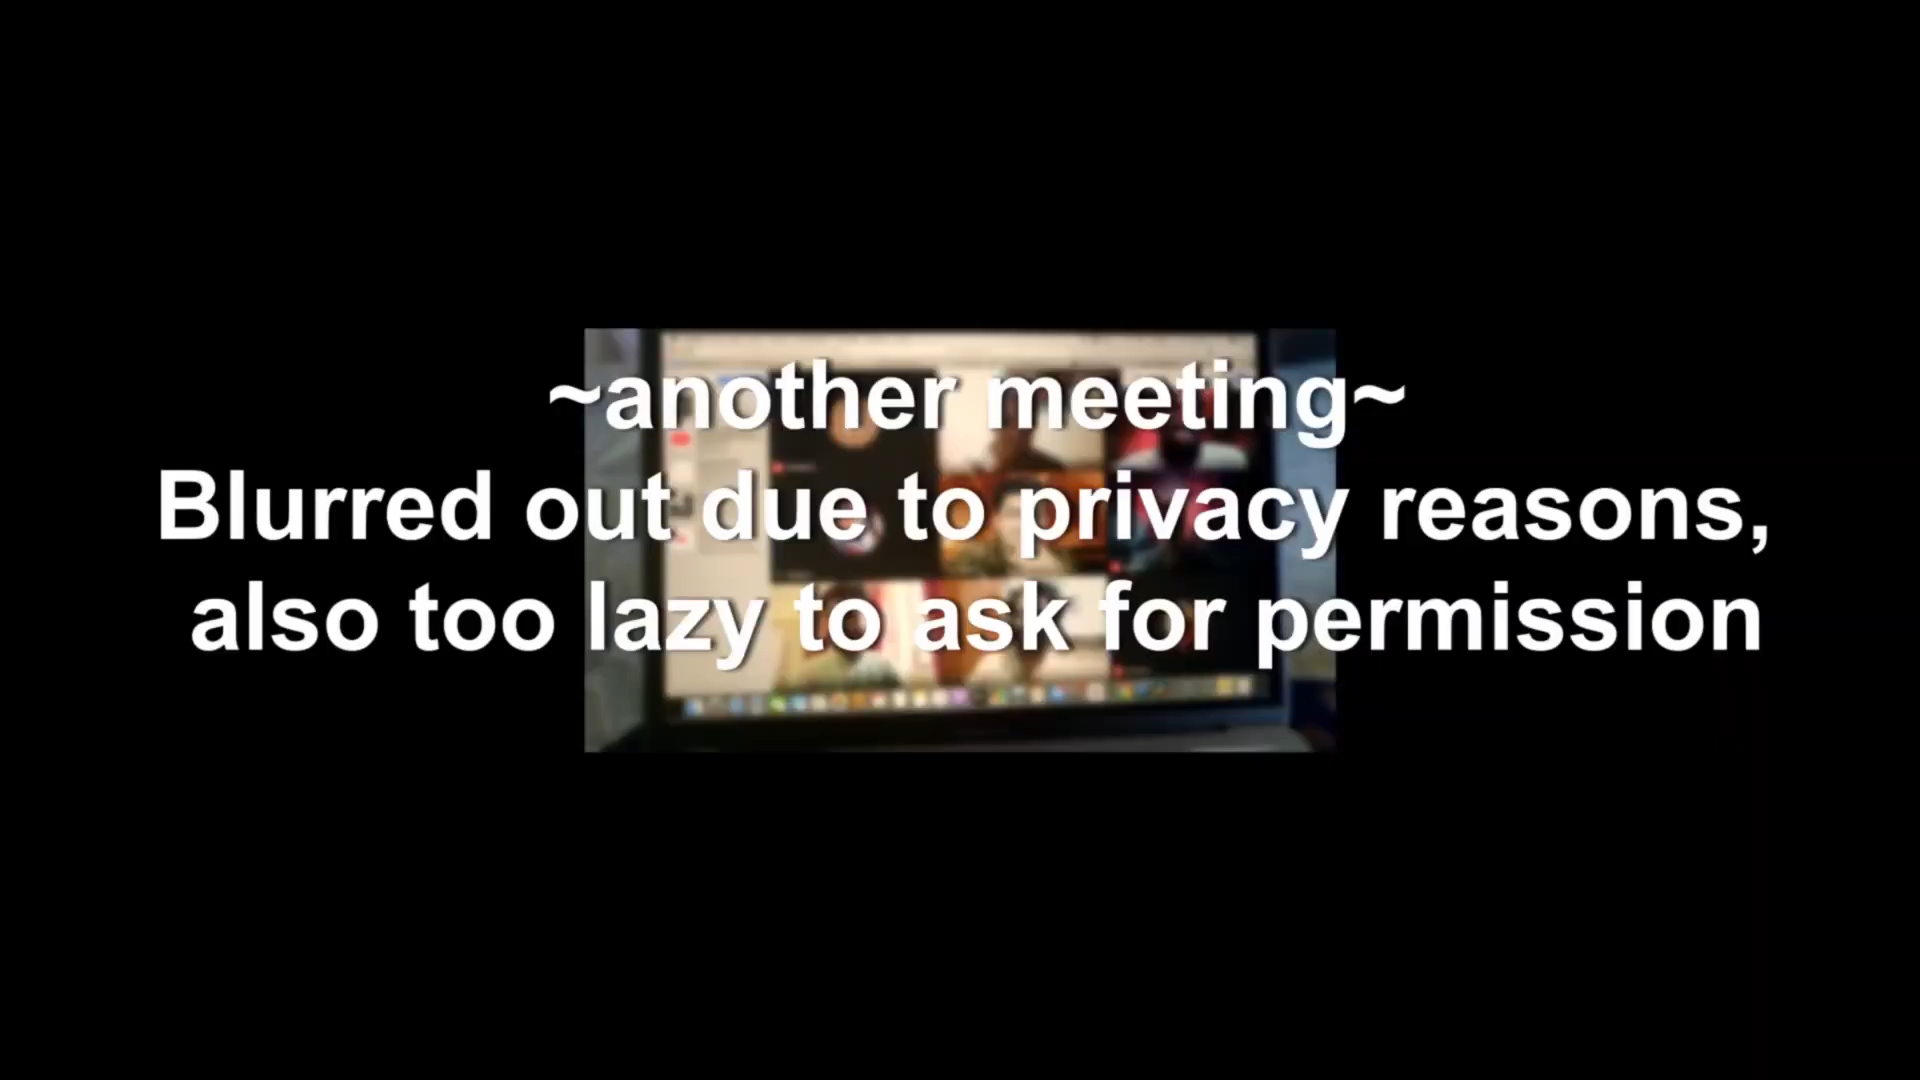 ~another meeting~
Blurred out due to privacy reasons,
also too lazy to ask for permission